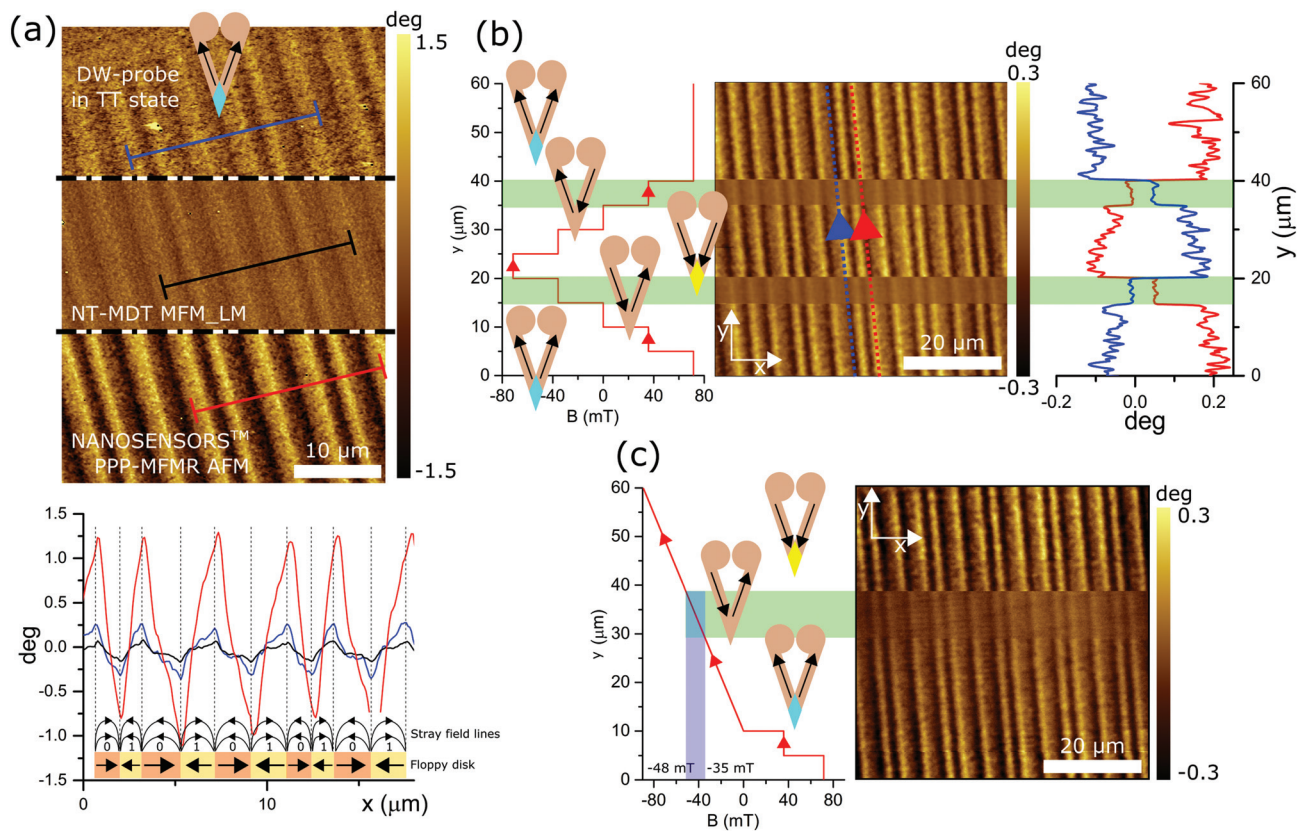 (a)
deg
1.5
-1.5
DW-probe
in TT state
NT-MDT MFM_LM
NANOSENSORS™
PPP-MFMR AFM
10 µm
1.5
1.0
0.5
0.0
-0.5
-1.0
-1.5
deg
Stray field lines
0 1 0 1 0 1 0 1 0 1
Floppy disk
0 10
x (µm)
(b)
60
50
40
30
20
10
0
y (µm)
-80 -40 0 40 80
B (mT)
y
x
20 µm
deg
0.3
-0.3
60
40
20
0
y (µm)
-0.2 0.0 0.2
deg
(c)
60
50
40
30
20
10
0
y (µm)
-48 mT
-35 mT
-80 -40 0 40 80
B (mT)
y
x
20 µm
deg
0.3
-0.3